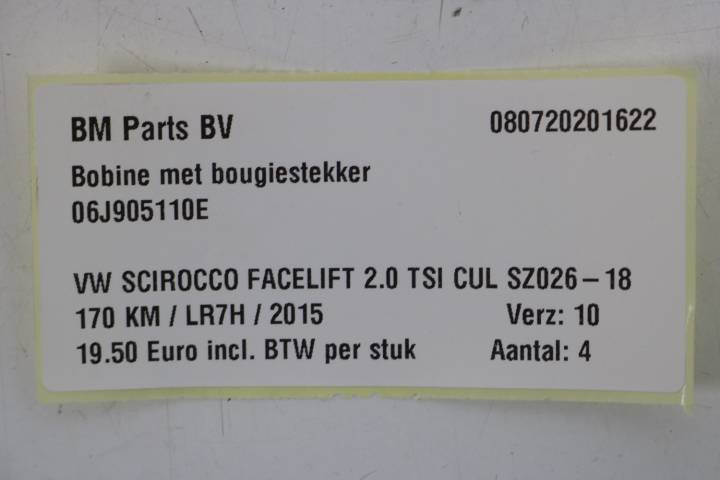 BM Parts BV 080720201622
Bobine met bougiestekker
06J905110E
VW SCIROCCO FACELIFT 2.0 TSI CUL SZ026-18
170 KM / LR7H / 2015 Verz: 10
19.50 Euro incl. BTW per stuk Aantal: 4